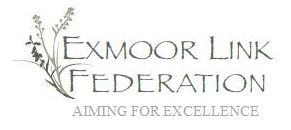 EXMOOR LINK
FEDERATION
AIMING FOR EXCELLENCE